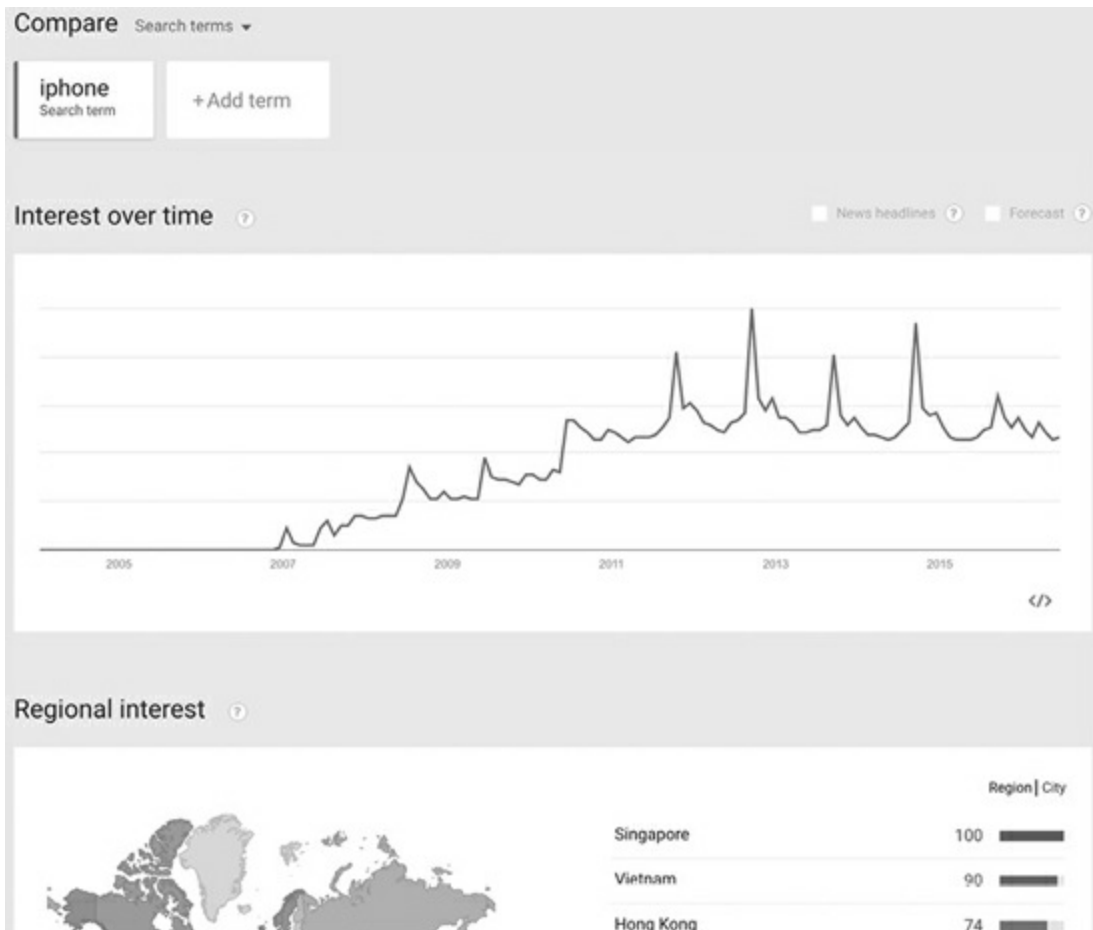 Compare Search terms
iphone
Search term
+Add term
Interest over time ?
News headlines ? Forecast ?
2005 2007 2009 2011 2013 2015
</>
Regional interest ?
Region | City
Singapore 100
Vietnam 90
Hong Kong 74